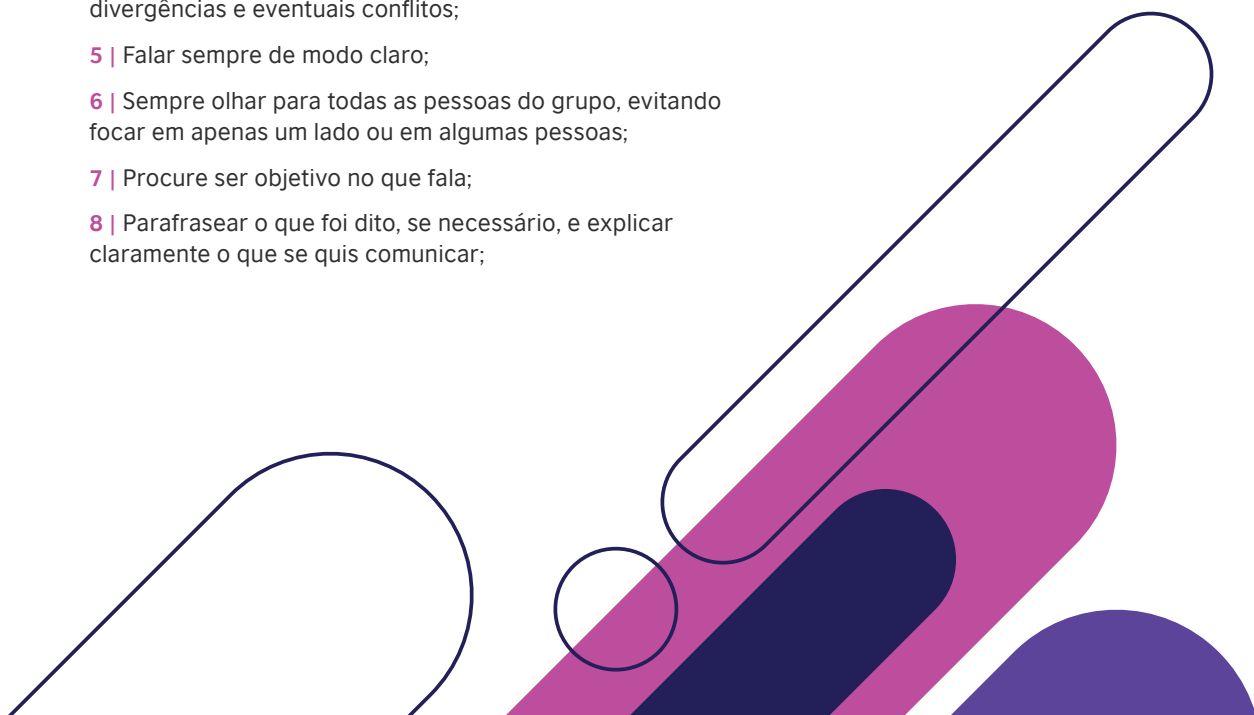 divergências e eventuais conflitos;
5 | Falar sempre de modo claro;
6 | Sempre olhar para todas as pessoas do grupo, evitando
focar em apenas um lado ou em algumas pessoas;
7 | Procure ser objetivo no que fala;
8 | Parafrasear o que foi dito, se necessário, e explicar
claramente o que se quis comunicar;